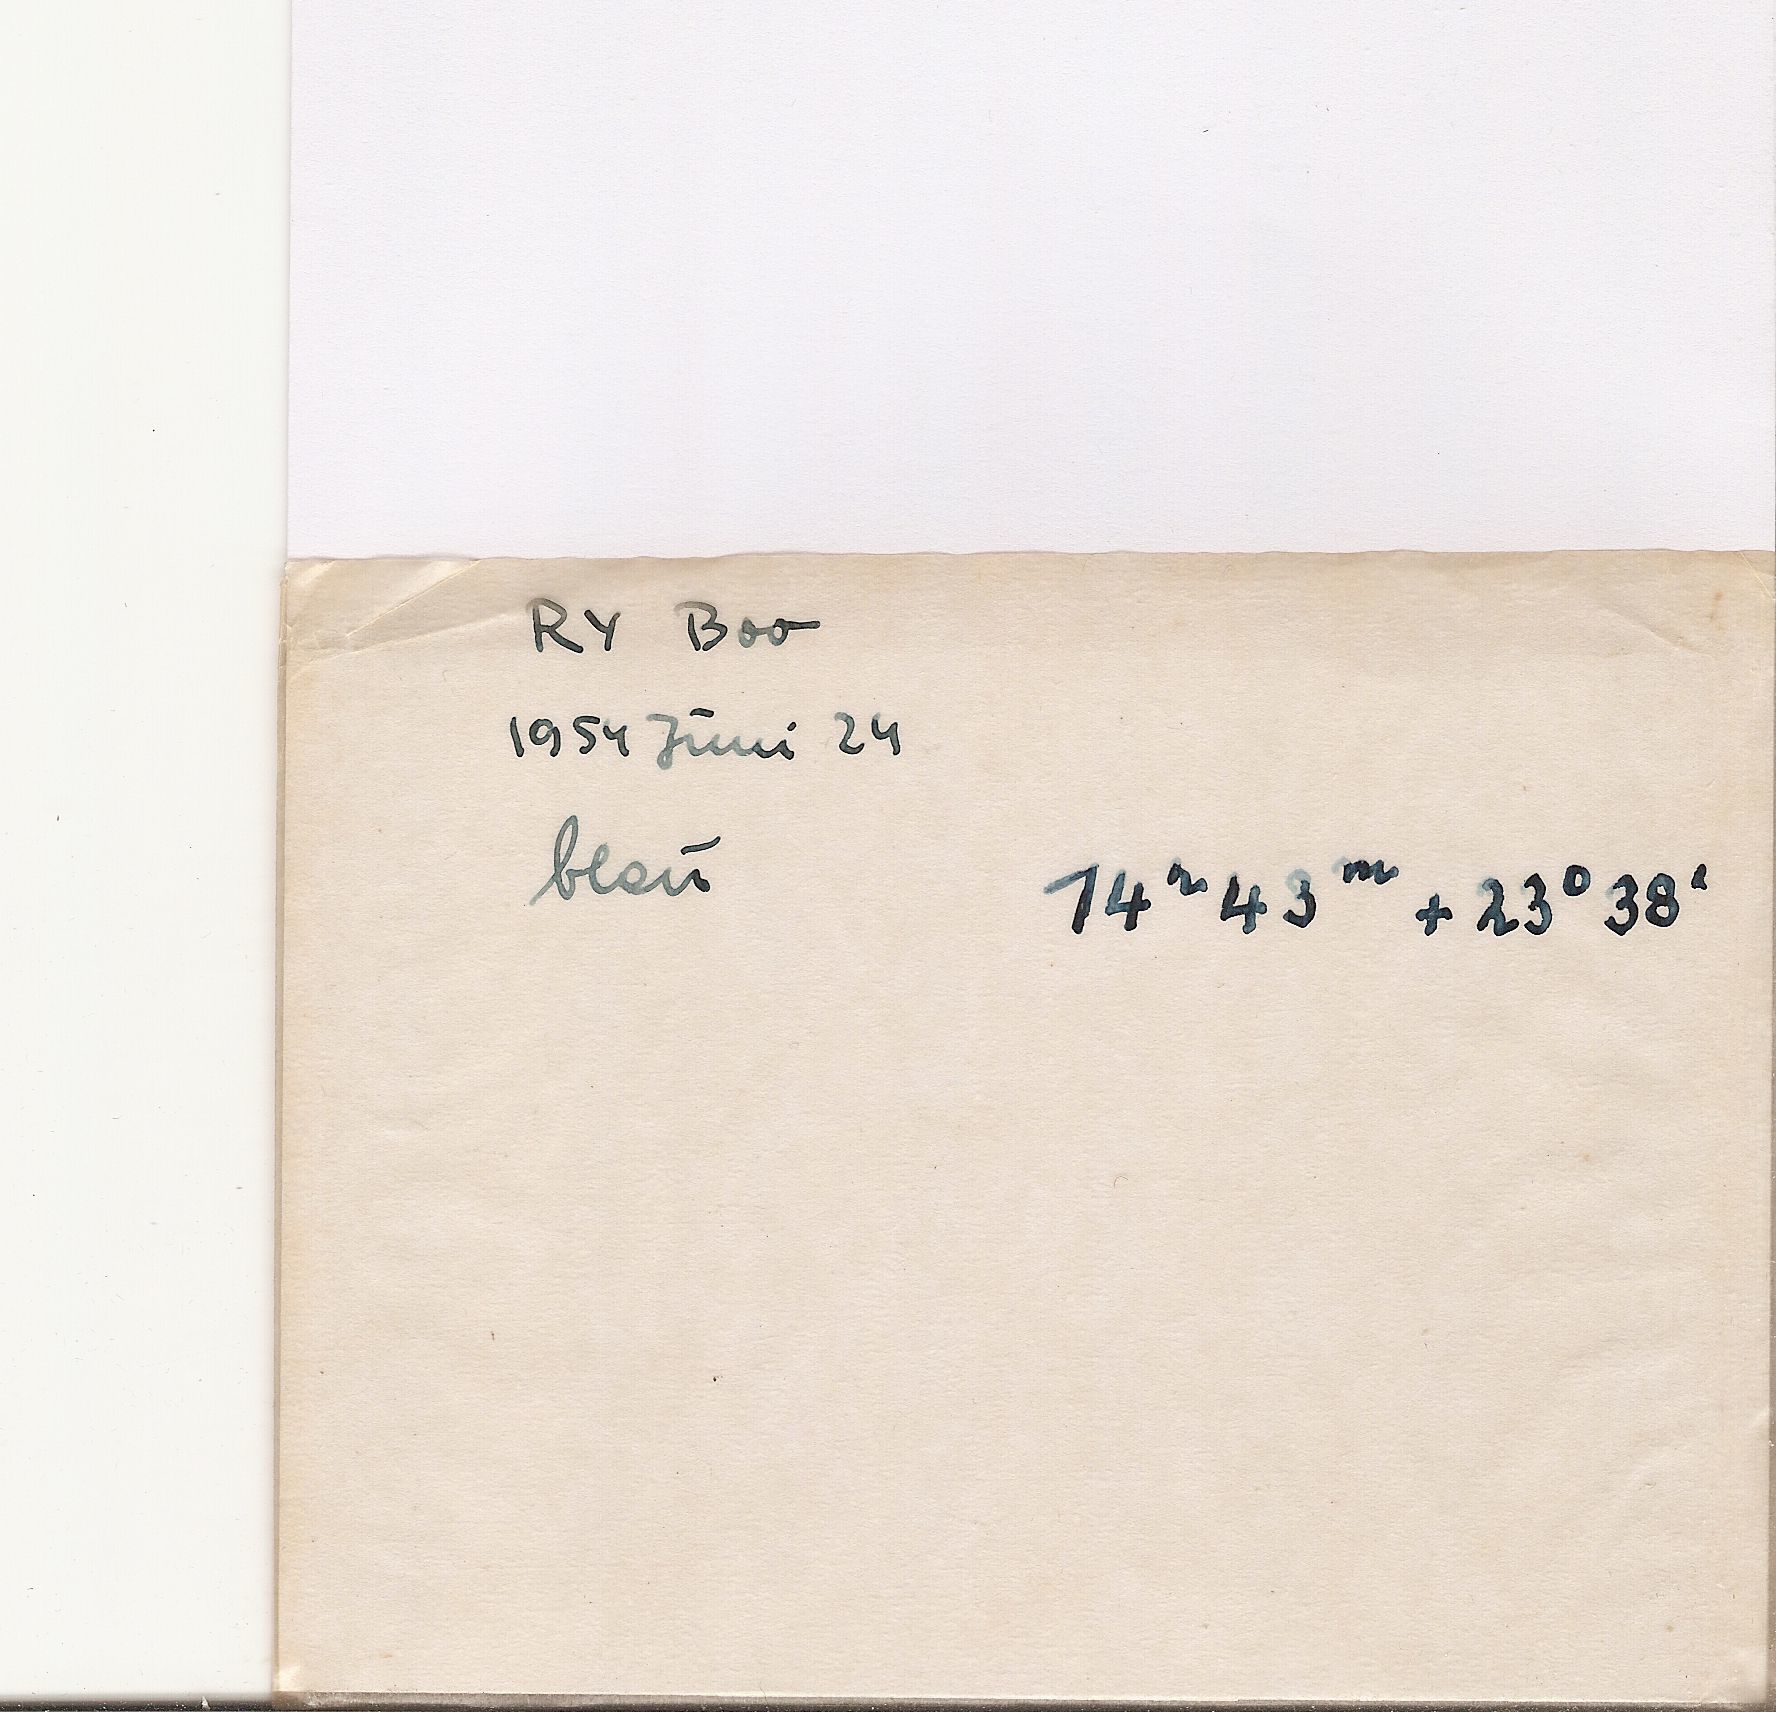 RY Boo
1954 Juni 24
blau
14ʰ 43ᵐ + 23° 38'